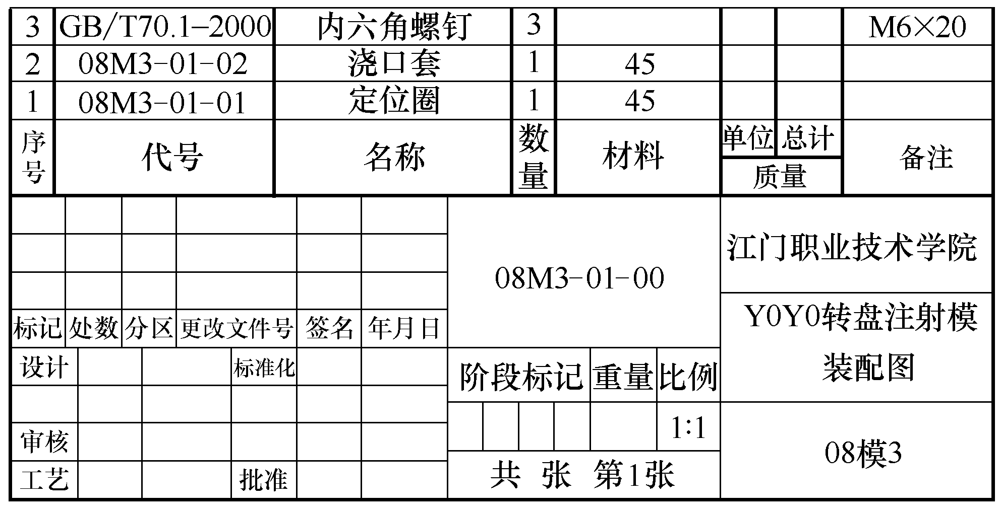 3 GB/T70.1-2000 内六角螺钉 3 M6×20
2 08M3-01-02 浇口套 1 45
1 08M3-01-01 定位圈 1 45
序号 代号 名称 数量 材料 单位 总计 质量 备注
江门职业技术学院
08M3-01-00
Y0Y0转盘注射模
装配图
标记 处数 分区 更改文件号 签名 年月日
设计 标准化
阶段标记 重量 比例
1:1
审核
08模3
工艺 批准
共 张 第1张